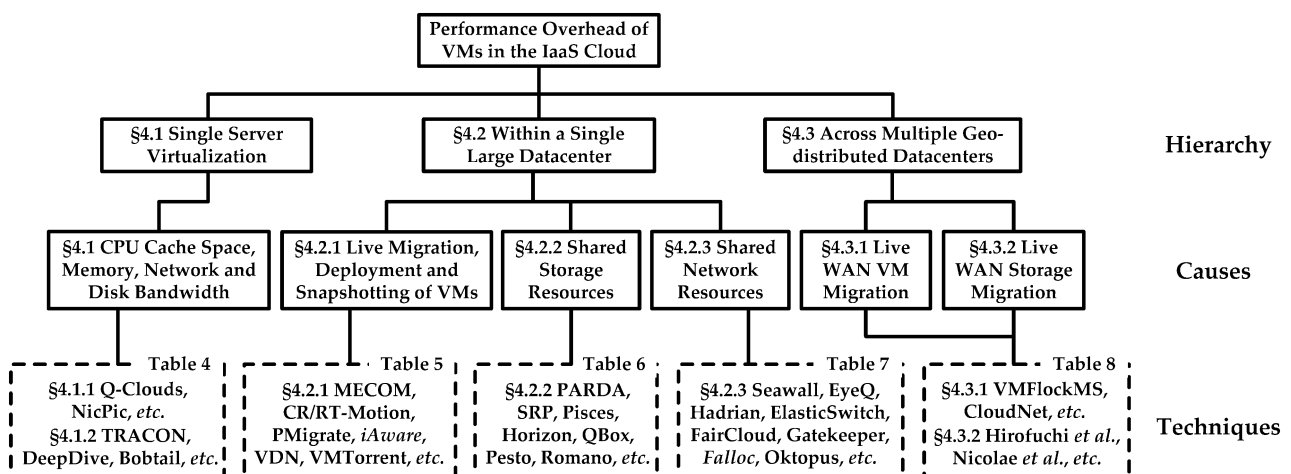 Performance Overhead of
VMs in the IaaS Cloud
§4.1 Single Server
Virtualization
§4.2 Within a Single
Large Datacenter
§4.3 Across Multiple Geo-
distributed Datacenters
Hierarchy
§4.1 CPU Cache Space,
Memory, Network and
Disk Bandwidth
§4.2.1 Live Migration,
Deployment and
Snapshotting of VMs
§4.2.2 Shared
Storage
Resources
§4.2.3 Shared
Network
Resources
§4.3.1 Live
WAN VM
Migration
§4.3.2 Live
WAN Storage
Migration
Causes
Table 4
§4.1.1 Q-Clouds,
NicPic, etc.
§4.1.2 TRACON,
DeepDive, Bobtail, etc.
Table 5
§4.2.1 MECOM,
CR/RT-Motion,
PMigrate, iAware,
VDN, VMTorrent, etc.
Table 6
§4.2.2 PARDA,
SRP, Pisces,
Horizon, QBox,
Pesto, Romano, etc.
Table 7
§4.2.3 Seawall, EyeQ,
Hadrian, ElasticSwitch,
FairCloud, Gatekeeper,
Falloc, Oktopus, etc.
Table 8
§4.3.1 VMFlockMS,
CloudNet, etc.
§4.3.2 Hirofuchi et al.,
Nicolae et al., etc.
Techniques